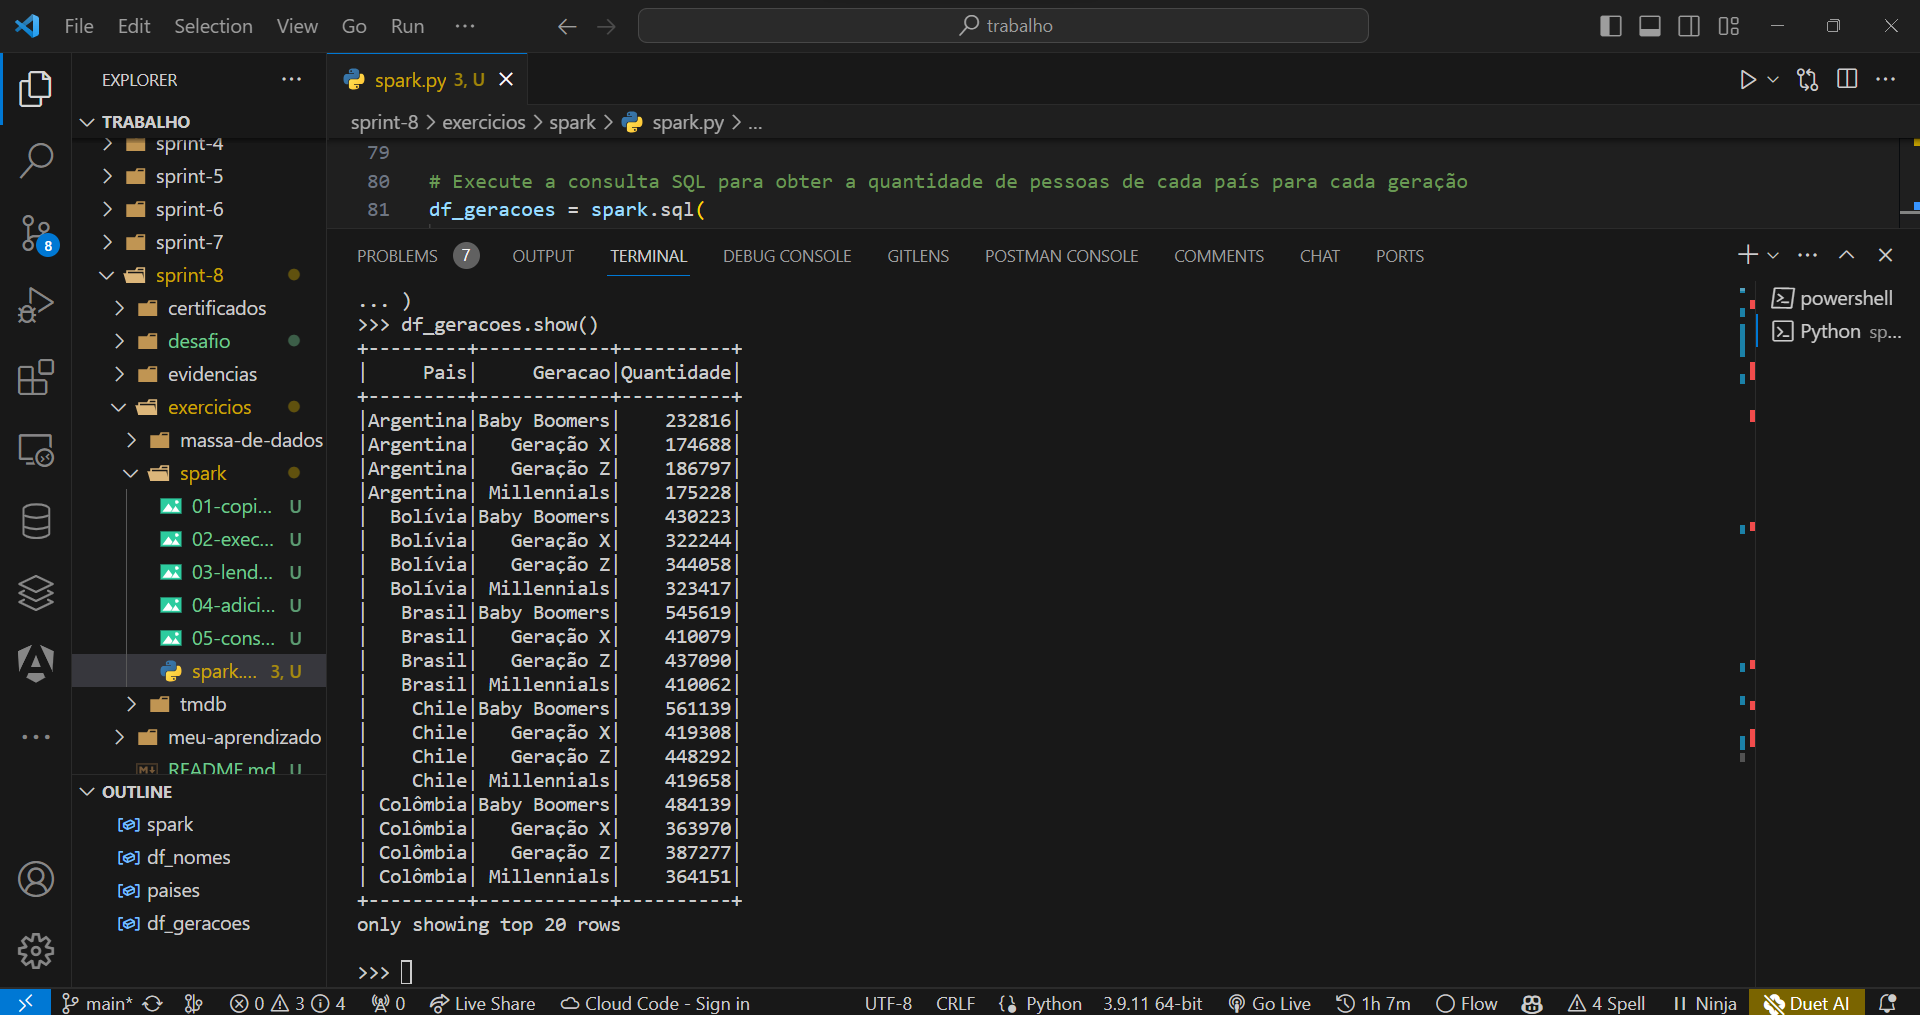 File Edit Selection View Go Run ··· trabalho
EXPLORER ···
TRABALHO
sprint-4
sprint-5
sprint-6
sprint-7
sprint-8
certificados
desafio
evidencias
exercicios
massa-de-dados
spark
01-copi... U
02-exec... U
03-lend... U
04-adici... U
05-cons... U
spark.... 3, U
tmdb
meu-aprendizado
README.md U
OUTLINE
spark
df_nomes
paises
df_geracoes
8
spark.py 3, U
sprint-8 > exercicios > spark > spark.py > ...
79
80 # Execute a consulta SQL para obter a quantidade de pessoas de cada país para cada geração
81 df_geracoes = spark.sql(
PROBLEMS 7 OUTPUT TERMINAL DEBUG CONSOLE GITLENS POSTMAN CONSOLE COMMENTS CHAT PORTS
... )
>>> df_geracoes.show()
+---------+------------+----------+
|     Pais|     Geracao|Quantidade|
+---------+------------+----------+
|Argentina|Baby Boomers|    232816|
|Argentina|   Geração X|    174688|
|Argentina|   Geração Z|    186797|
|Argentina| Millennials|    175228|
|  Bolívia|Baby Boomers|    430223|
|  Bolívia|   Geração X|    322244|
|  Bolívia|   Geração Z|    344058|
|  Bolívia| Millennials|    323417|
|   Brasil|Baby Boomers|    545619|
|   Brasil|   Geração X|    410079|
|   Brasil|   Geração Z|    437090|
|   Brasil| Millennials|    410062|
|    Chile|Baby Boomers|    561139|
|    Chile|   Geração X|    419308|
|    Chile|   Geração Z|    448292|
|    Chile| Millennials|    419658|
| Colômbia|Baby Boomers|    484139|
| Colômbia|   Geração X|    363970|
| Colômbia|   Geração Z|    387277|
| Colômbia| Millennials|    364151|
+---------+------------+----------+
only showing top 20 rows
>>>
powershell
Python sp...
main* 0 3 4 0 Live Share Cloud Code - Sign in UTF-8 CRLF Python 3.9.11 64-bit Go Live 1h 7m Flow 4 Spell Ninja Duet AI